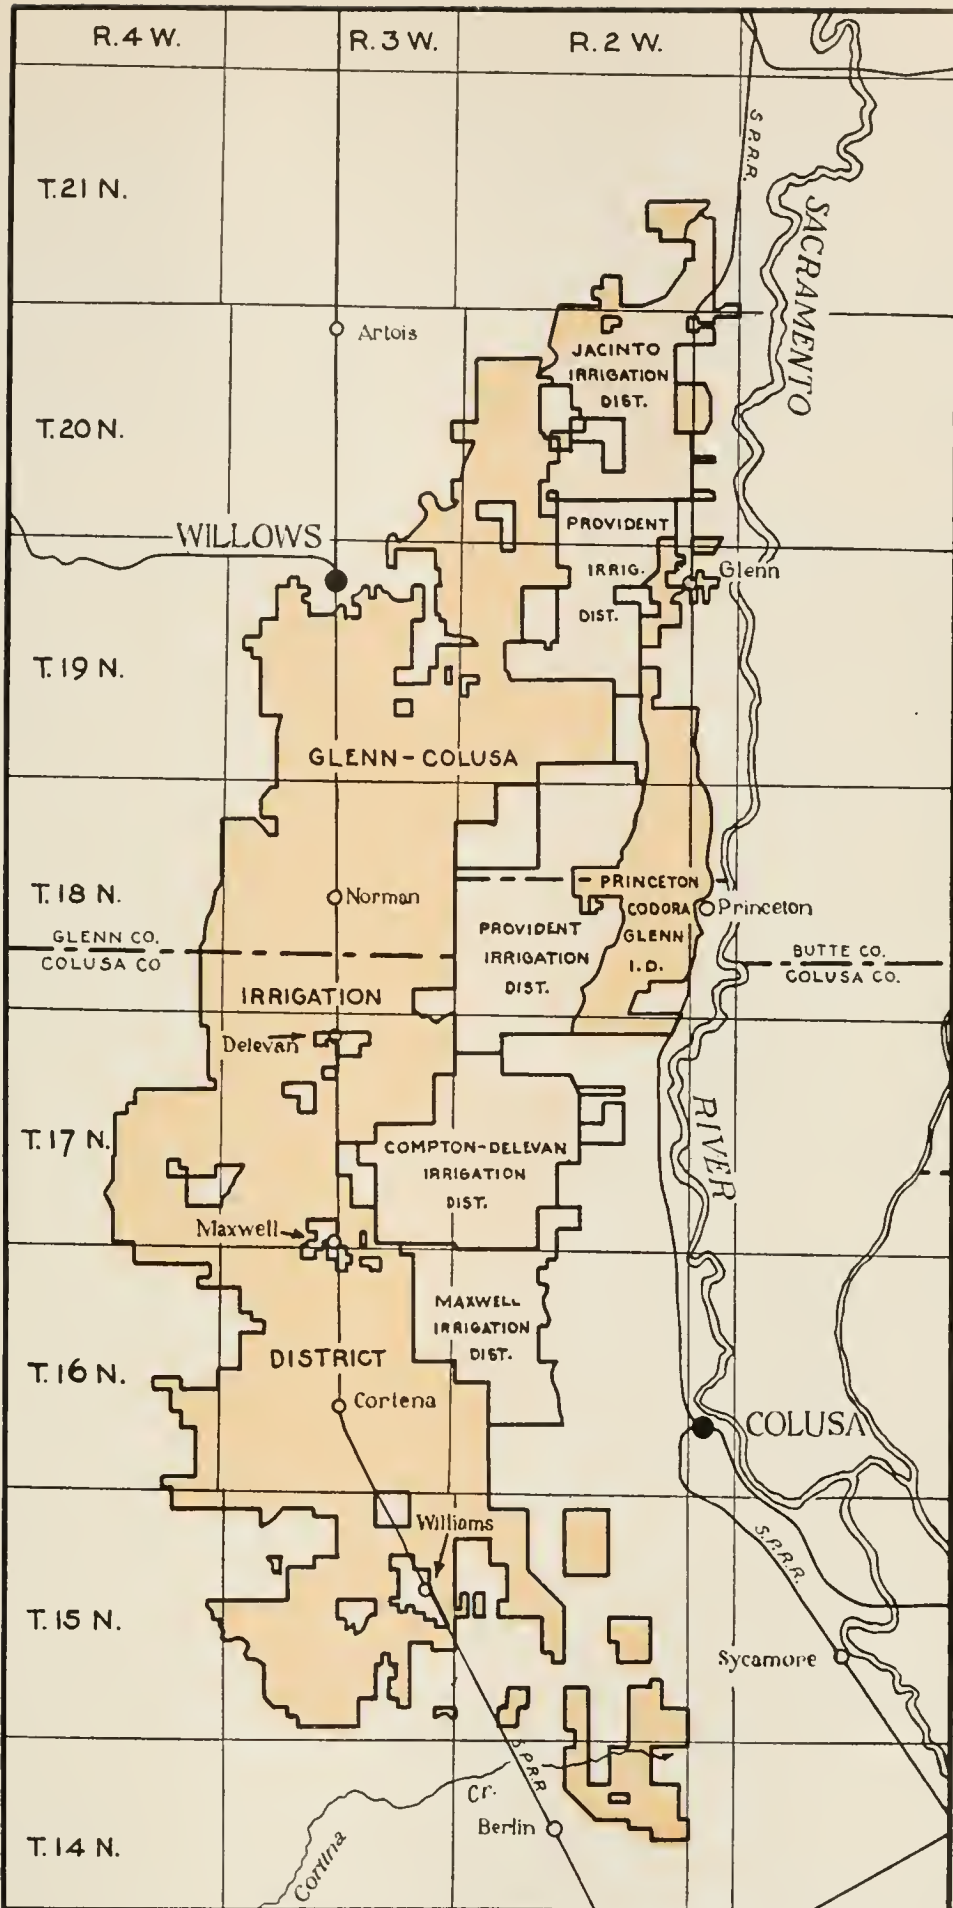 R. 4 W.
R. 3 W.
R. 2 W.
S.P.R.R.
T. 21 N.
SACRAMENTO
Artois
JACINTO
IRRIGATION
DIST.
T. 20 N.
PROVIDENT
IRRIG.
DIST.
WILLOWS
Glenn
T. 19 N.
GLENN-COLUSA
T. 18 N.
Norman
PRINCETON
CODORA
GLENN
I.D.
Princeton
PROVIDENT
IRRIGATION
DIST.
GLENN CO.
COLUSA CO
BUTTE CO.
COLUSA CO.
IRRIGATION
Delevan
T. 17 N.
COMPTON-DELEVAN
IRRIGATION
DIST.
RIVER
Maxwell
MAXWELL
IRRIGATION
DIST.
DISTRICT
T. 16 N.
Cortena
COLUSA
Williams
S.P.R.R.
T. 15 N.
Sycamore
S.P.R.R
Cr.
Berlin
T. 14 N.
Cortina